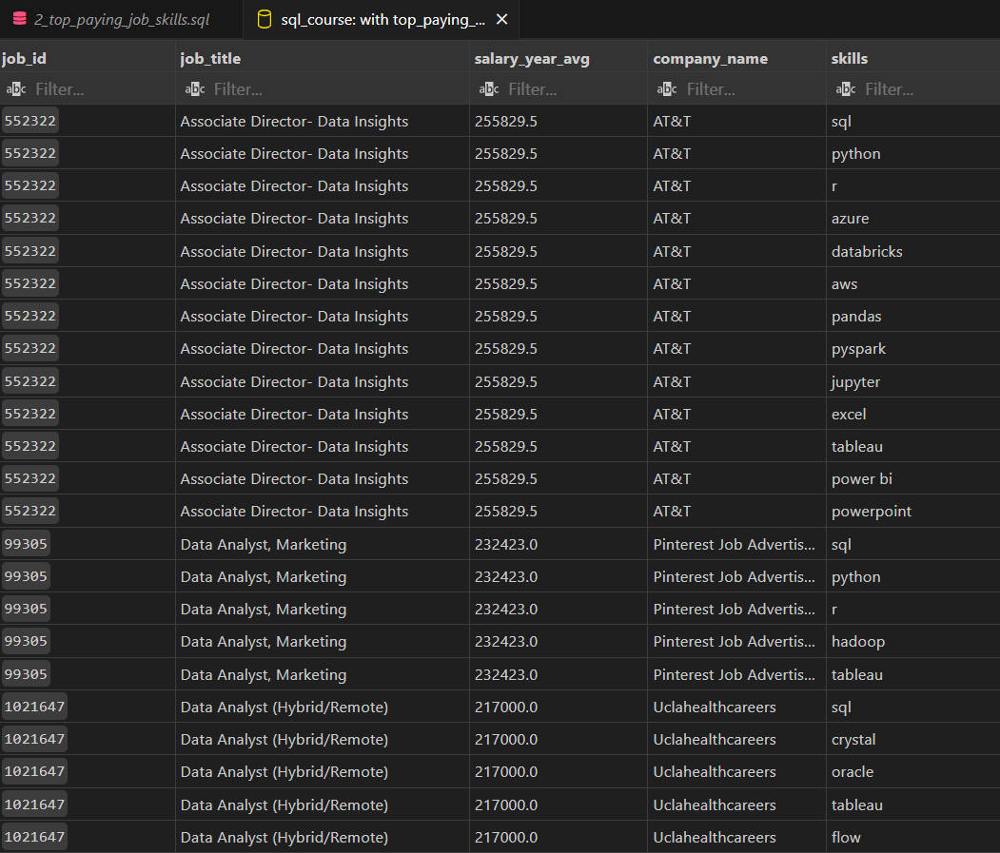 2_top_paying_job_skills.sql sql_course: with top_paying_...
job_id job_title salary_year_avg company_name skills
abc Filter... abc Filter... abc Filter... abc Filter... abc Filter...
552322 Associate Director- Data Insights 255829.5 AT&T sql
552322 Associate Director- Data Insights 255829.5 AT&T python
552322 Associate Director- Data Insights 255829.5 AT&T r
552322 Associate Director- Data Insights 255829.5 AT&T azure
552322 Associate Director- Data Insights 255829.5 AT&T databricks
552322 Associate Director- Data Insights 255829.5 AT&T aws
552322 Associate Director- Data Insights 255829.5 AT&T pandas
552322 Associate Director- Data Insights 255829.5 AT&T pyspark
552322 Associate Director- Data Insights 255829.5 AT&T jupyter
552322 Associate Director- Data Insights 255829.5 AT&T excel
552322 Associate Director- Data Insights 255829.5 AT&T tableau
552322 Associate Director- Data Insights 255829.5 AT&T power bi
552322 Associate Director- Data Insights 255829.5 AT&T powerpoint
99305 Data Analyst, Marketing 232423.0 Pinterest Job Advertis... sql
99305 Data Analyst, Marketing 232423.0 Pinterest Job Advertis... python
99305 Data Analyst, Marketing 232423.0 Pinterest Job Advertis... r
99305 Data Analyst, Marketing 232423.0 Pinterest Job Advertis... hadoop
99305 Data Analyst, Marketing 232423.0 Pinterest Job Advertis... tableau
1021647 Data Analyst (Hybrid/Remote) 217000.0 Uclahealthcareers sql
1021647 Data Analyst (Hybrid/Remote) 217000.0 Uclahealthcareers crystal
1021647 Data Analyst (Hybrid/Remote) 217000.0 Uclahealthcareers oracle
1021647 Data Analyst (Hybrid/Remote) 217000.0 Uclahealthcareers tableau
1021647 Data Analyst (Hybrid/Remote) 217000.0 Uclahealthcareers flow